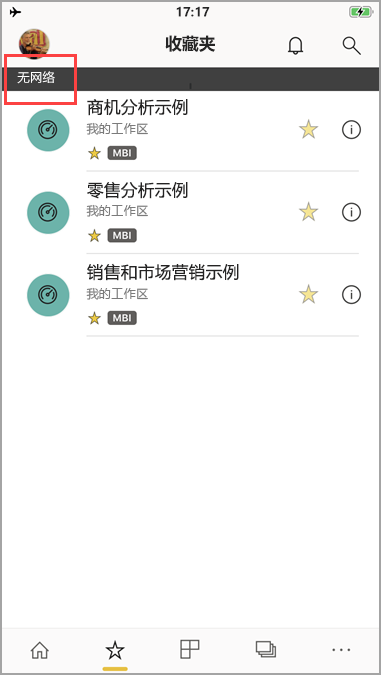 17:17
收藏夹
无网络
商机分析示例
我的工作区
MBI
零售分析示例
我的工作区
MBI
销售和市场营销示例
我的工作区
MBI